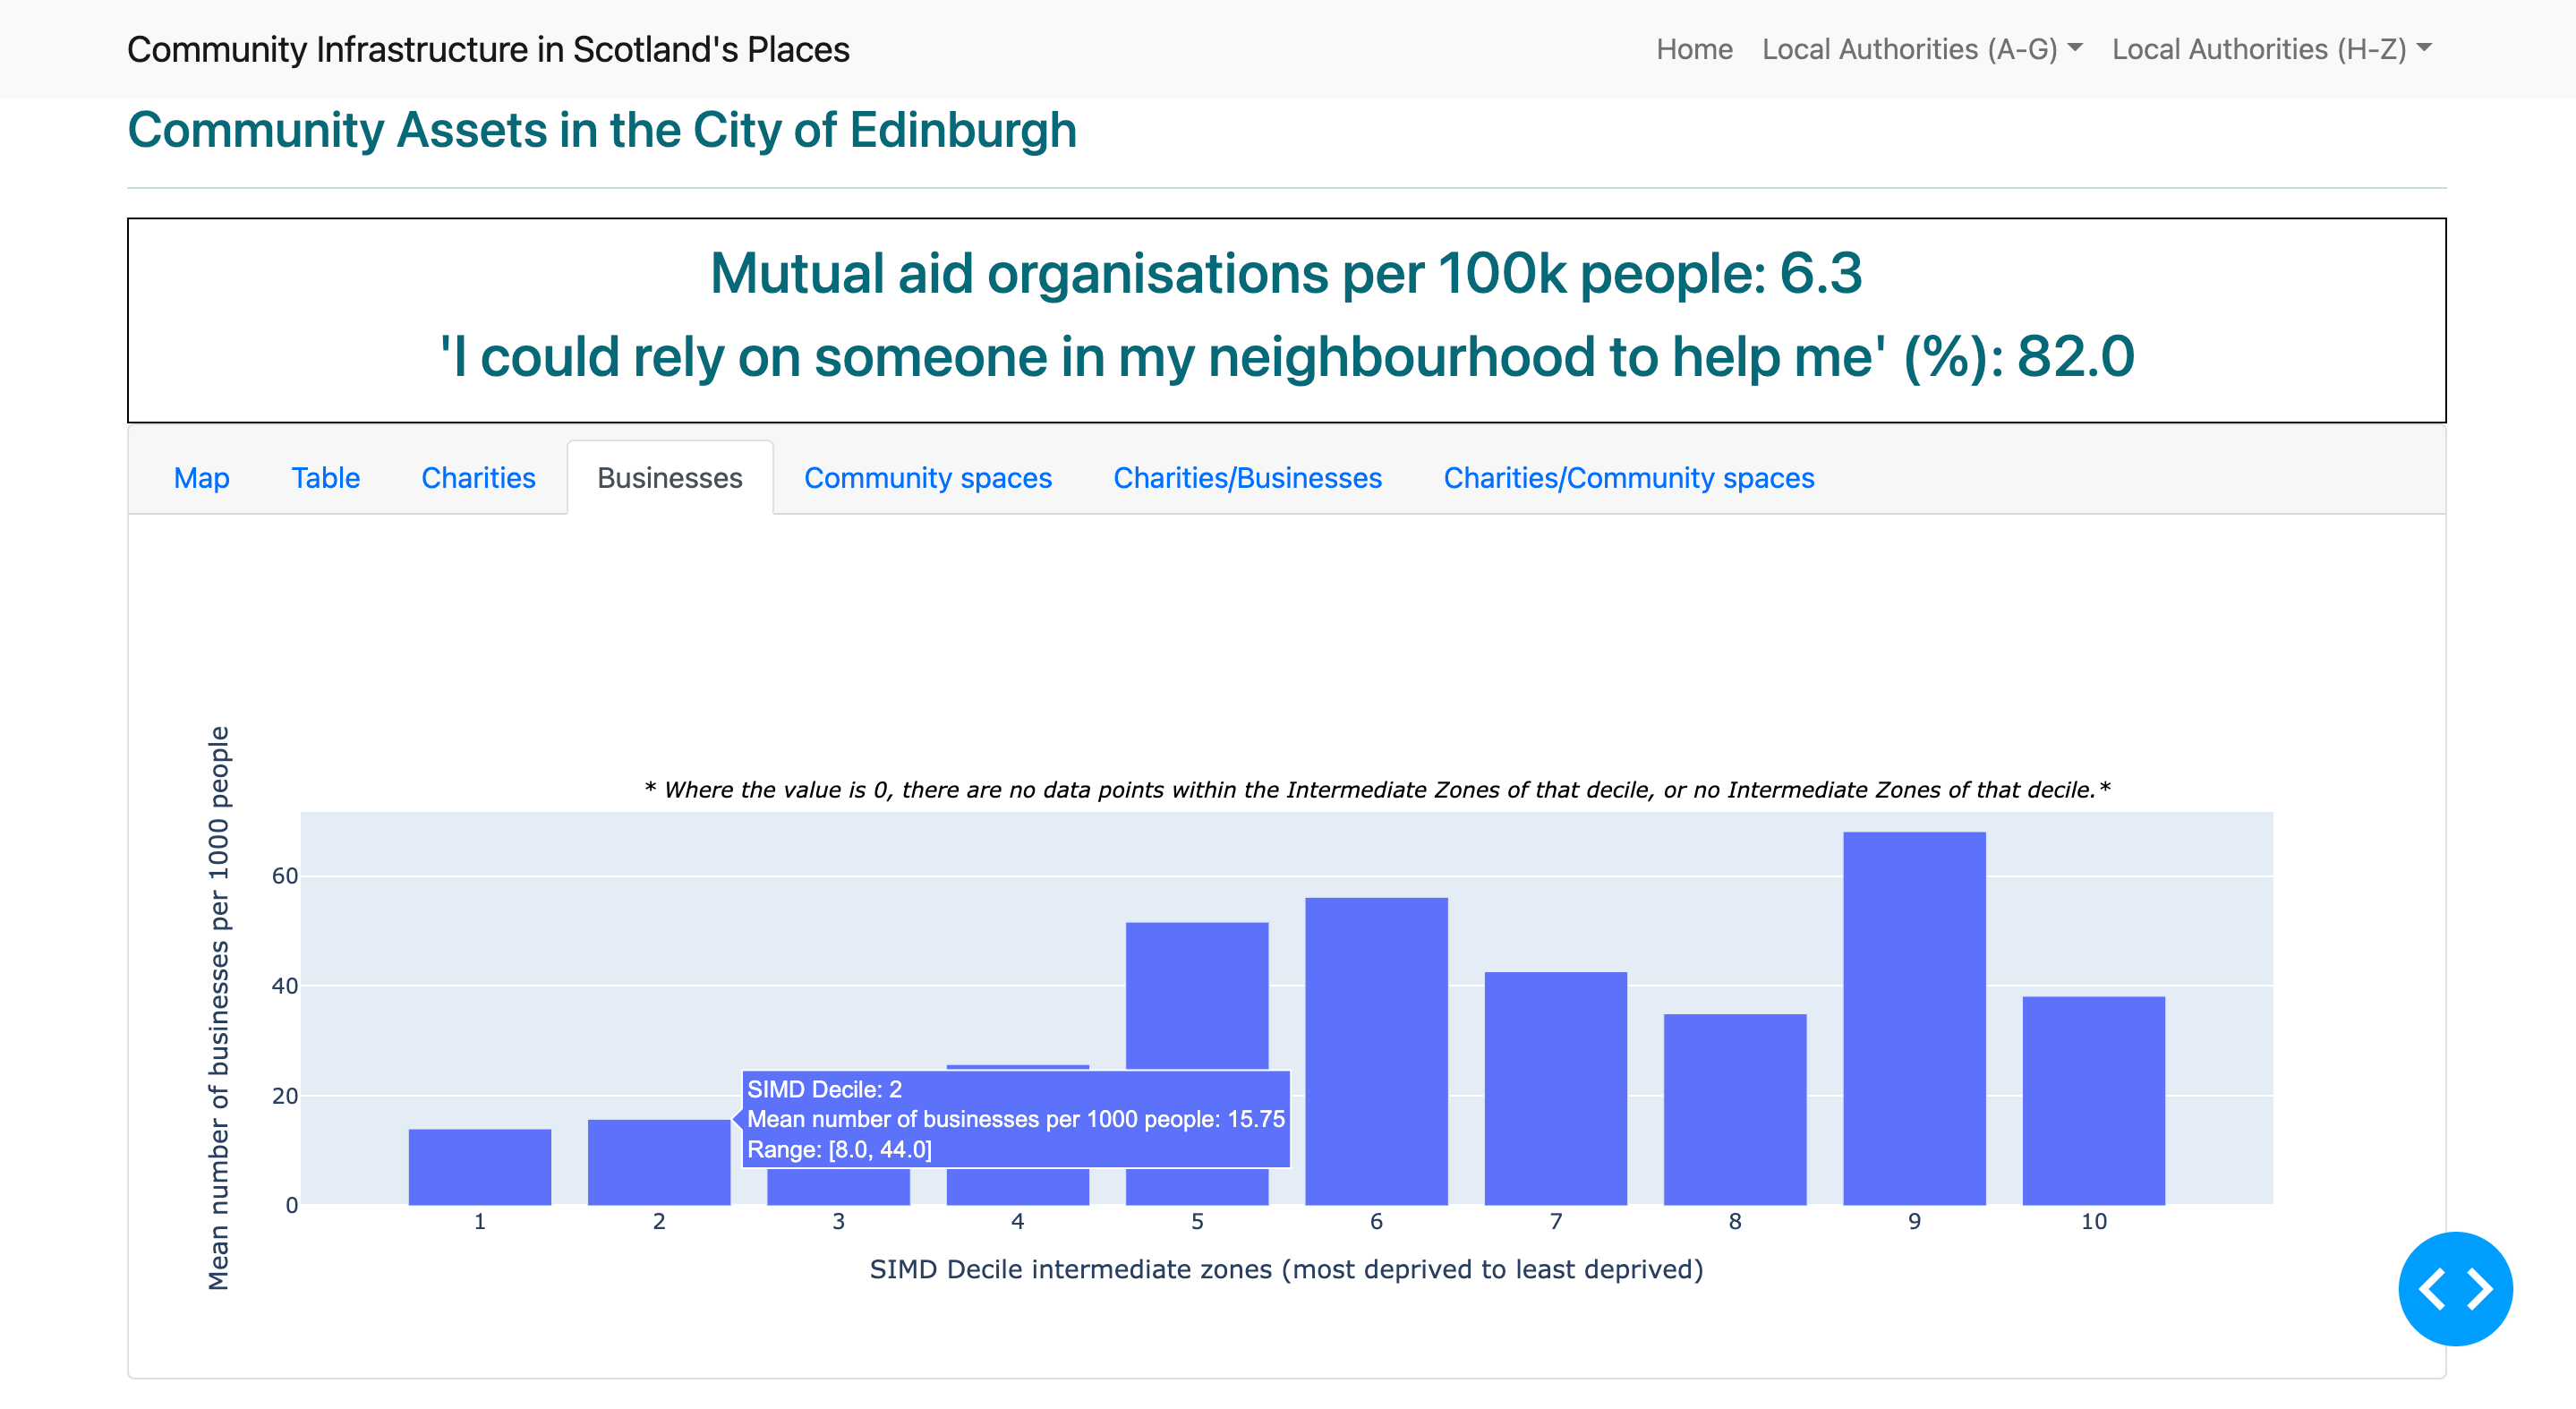 Community Infrastructure in Scotland's Places
Home
Local Authorities (A-G)
Local Authorities (H-Z)
Community Assets in the City of Edinburgh
Mutual aid organisations per 100k people: 6.3
'I could rely on someone in my neighbourhood to help me' (%): 82.0
Map
Table
Charities
Businesses
Community spaces
Charities/Businesses
Charities/Community spaces
* Where the value is 0, there are no data points within the Intermediate Zones of that decile, or no Intermediate Zones of that decile.*
Mean number of businesses per 1000 people
60
40
20
0
SIMD Decile: 2
Mean number of businesses per 1000 people: 15.75
Range: [8.0, 44.0]
1 2 3 4 5 6 7 8 9 10
SIMD Decile intermediate zones (most deprived to least deprived)